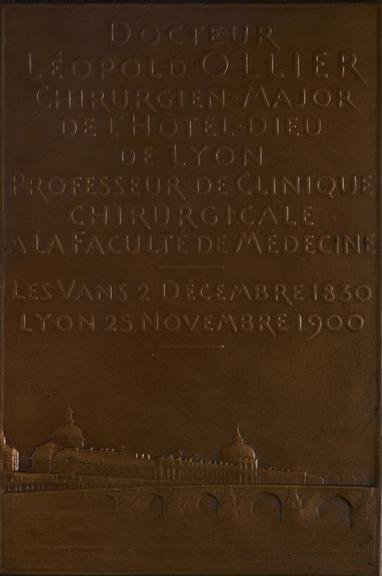 DOCTEUR
LÉOPOLD OLLIER
CHIRURGIEN-MAJOR
DE L'HÔTEL-DIEU
DE LYON
PROFESSEUR DE CLINIQUE
CHIRURGICALE
A LA FACULTÉ DE MÉDECINE
LES VANS 2 DÉCEMBRE 1830
LYON 25 NOVEMBRE 1900